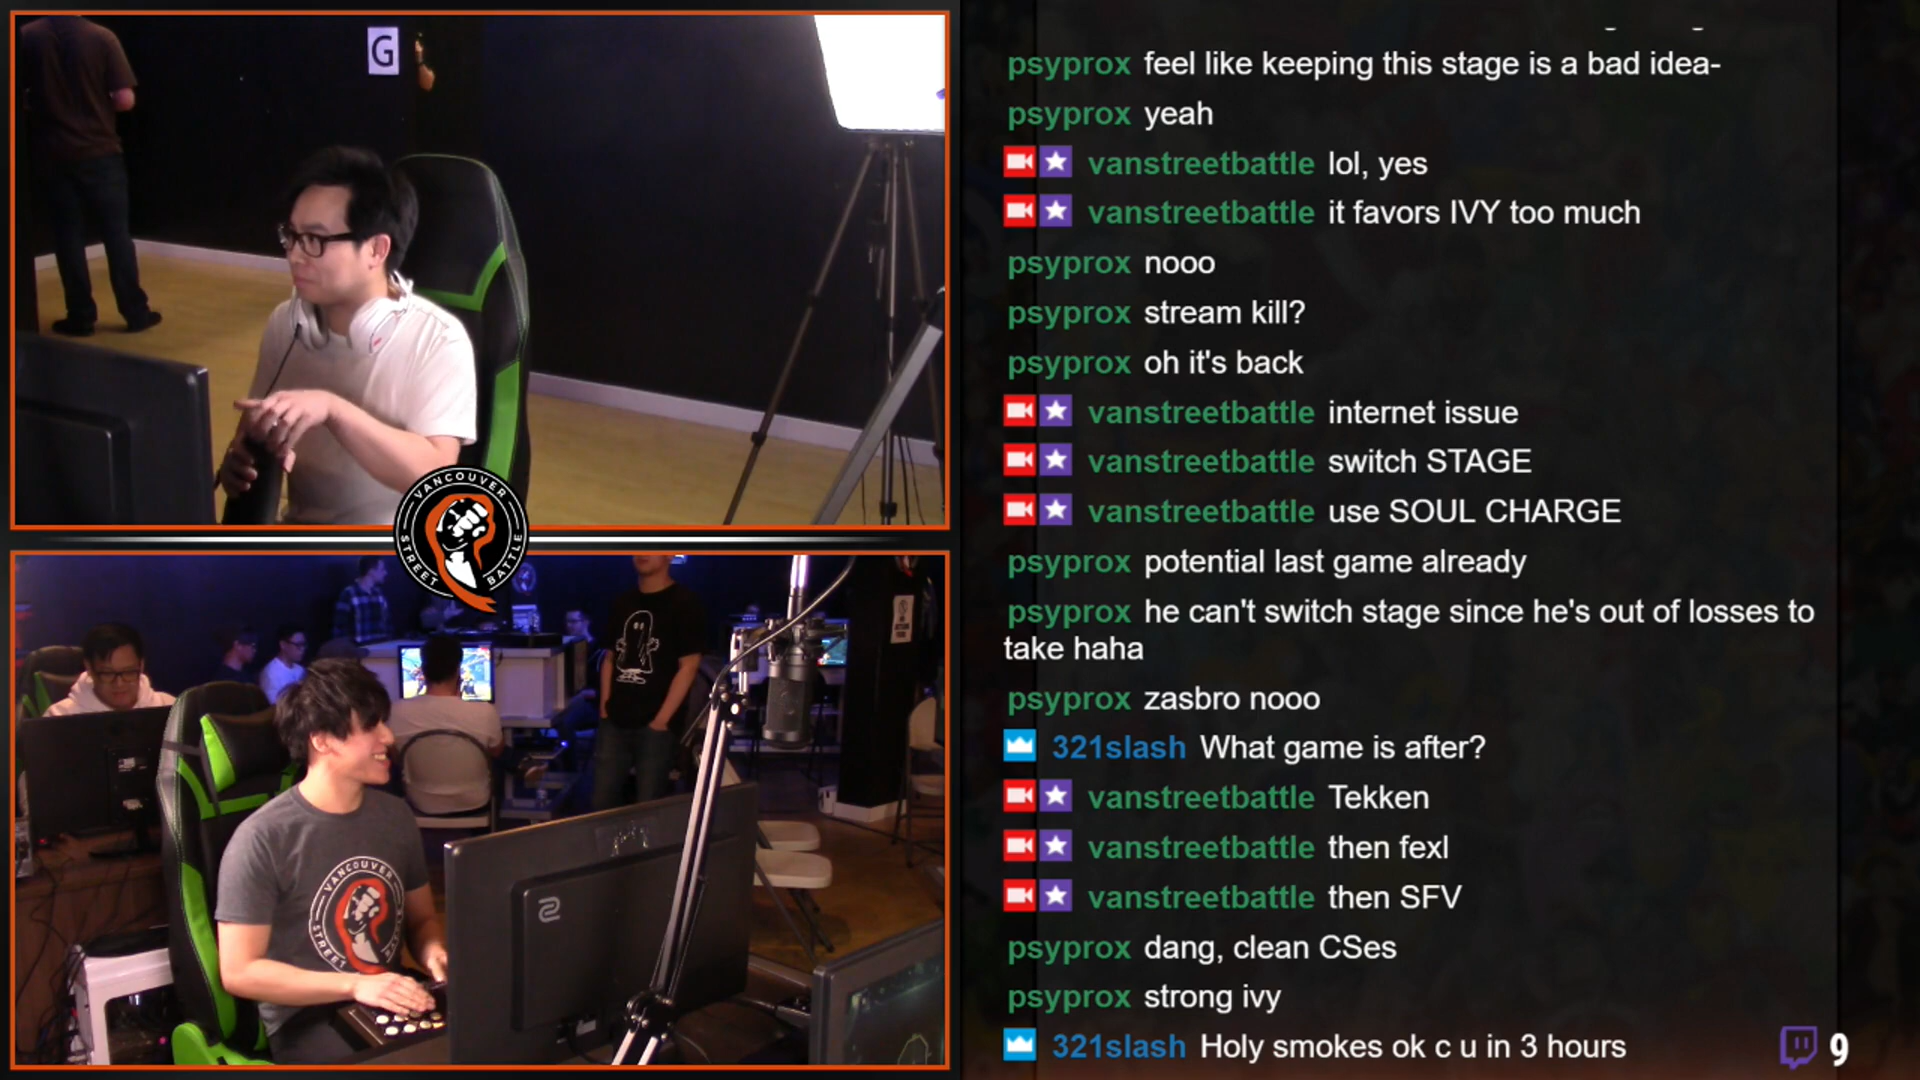 G
VANCOUVER
STREET BATTLE
VANCOUVER
STREET BATTLE
psyprox feel like keeping this stage is a bad idea-
psyprox yeah
vanstreetbattle lol, yes
vanstreetbattle it favors IVY too much
psyprox nooo
psyprox stream kill?
psyprox oh it's back
vanstreetbattle internet issue
vanstreetbattle switch STAGE
vanstreetbattle use SOUL CHARGE
psyprox potential last game already
psyprox he can't switch stage since he's out of losses to
take haha
psyprox zasbro nooo
321slash What game is after?
vanstreetbattle Tekken
vanstreetbattle then fexl
vanstreetbattle then SFV
psyprox dang, clean CSes
psyprox strong ivy
321slash Holy smokes ok c u in 3 hours
9